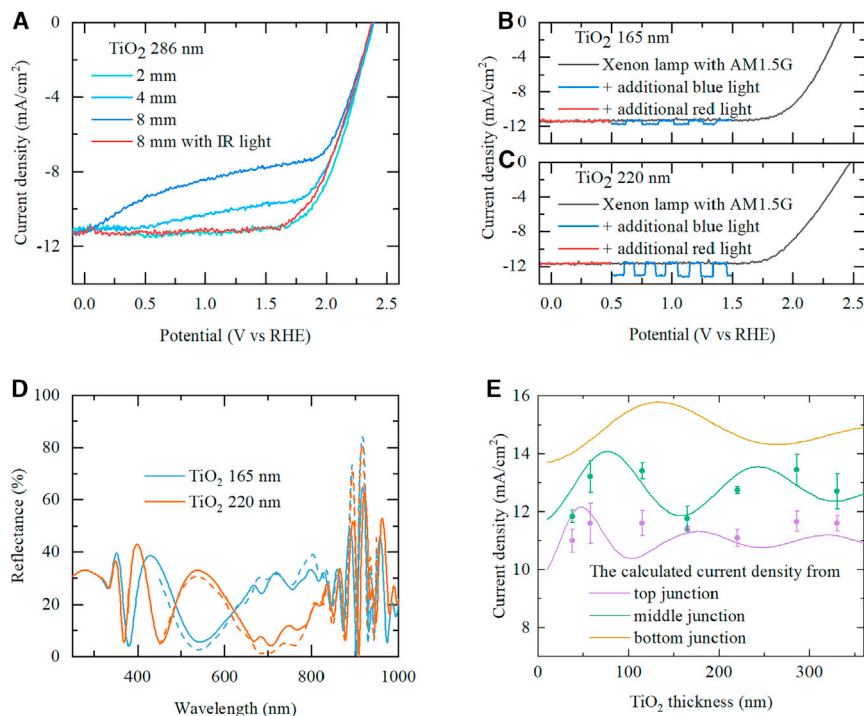 A
TiO2 286 nm
2 mm
4 mm
8 mm
8 mm with IR light
0
-4
-8
-12
Current density (mA/cm2)
0.0 0.5 1.0 1.5 2.0 2.5
Potential (V vs RHE)
B
TiO2 165 nm
Xenon lamp with AM1.5G
+ additional blue light
+ additional red light
0
-3
-6
-9
-12
C
TiO2 220 nm
Xenon lamp with AM1.5G
+ additional blue light
+ additional red light
0
-3
-6
-9
-12
Current density (mA/cm2)
0.0 0.5 1.0 1.5 2.0 2.5
Potential (V vs RHE)
D
TiO2 165 nm
TiO2 220 nm
100
80
60
40
20
0
Reflectance (%)
400 600 800 1000
Wavelength (nm)
E
16
14
12
10
8
Current density (mA/cm2)
The calculated current density from
top junction
middle junction
bottom junction
0 100 200 300
TiO2 thickness (nm)